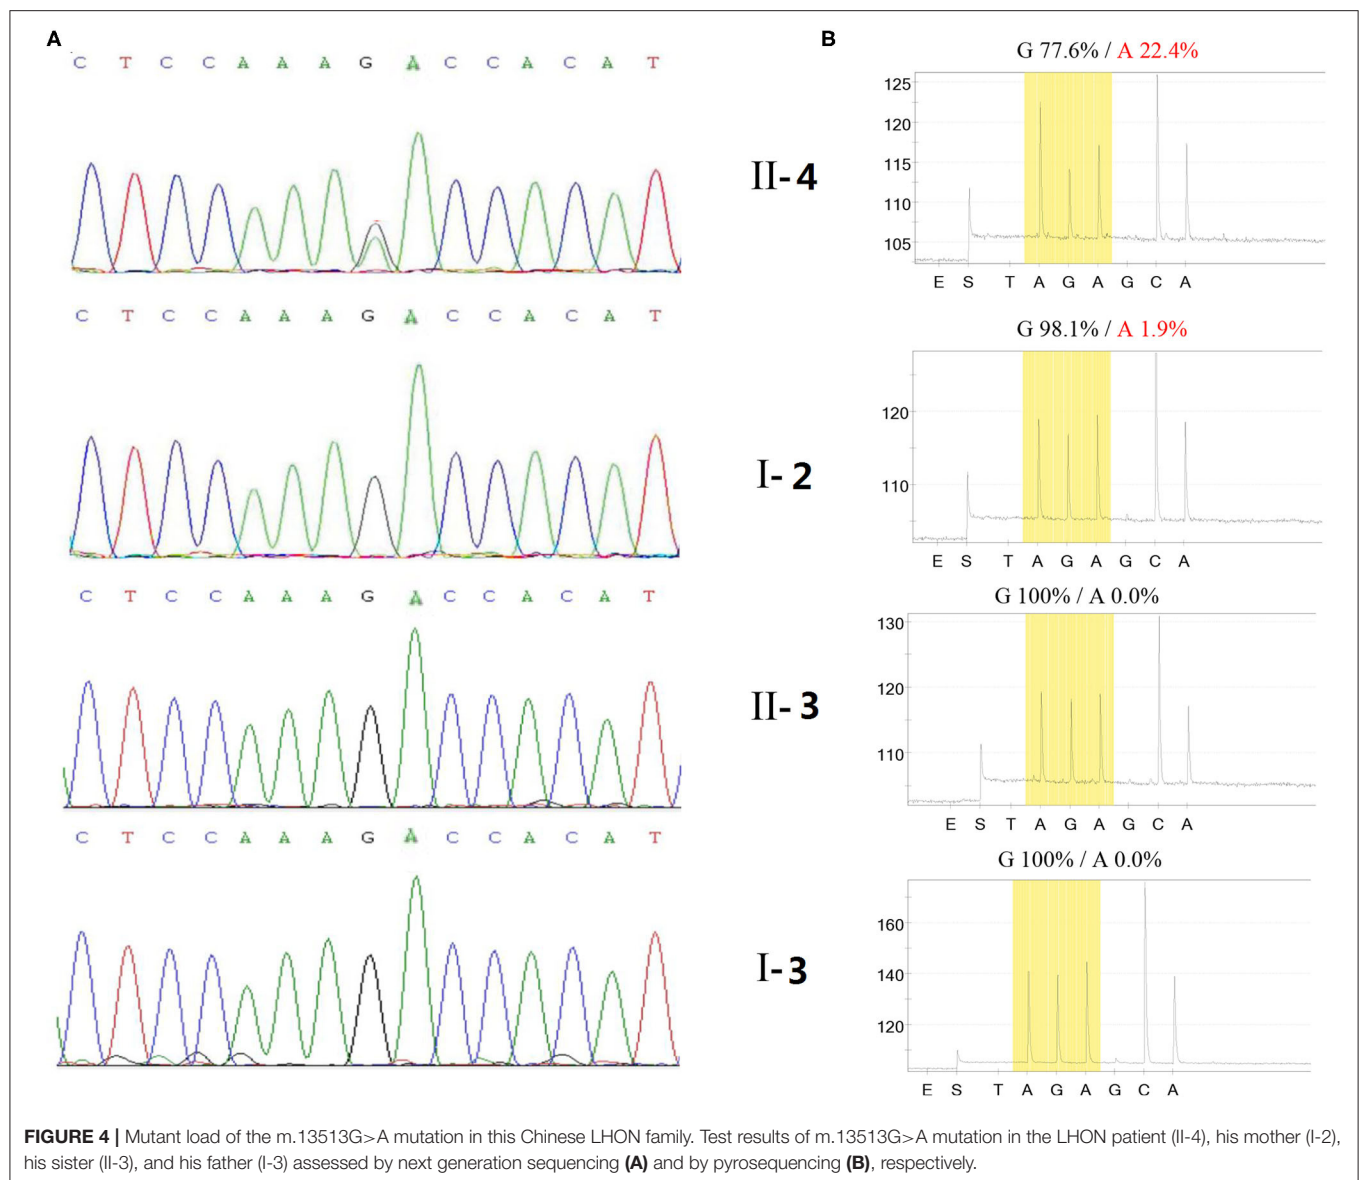 A
C T C C A A A G A C C A C A T
C T C C A A A G A C C A C A T
C T C C A A A G A C C A C A T
C T C C A A A G A C C A C A T
B
G 77.6% / A 22.4%
125
120
115
110
105
E S T A G A G C A
II-4
G 98.1% / A 1.9%
120
110
E S T A G A G C A
I-2
G 100% / A 0.0%
130
120
110
E S T A G A G C A
II-3
G 100% / A 0.0%
160
140
120
E S T A G A G C A
I-3
FIGURE 4 | Mutant load of the m.13513G>A mutation in this Chinese LHON family. Test results of m.13513G>A mutation in the LHON patient (II-4), his mother (I-2),
his sister (II-3), and his father (I-3) assessed by next generation sequencing (A) and by pyrosequencing (B), respectively.